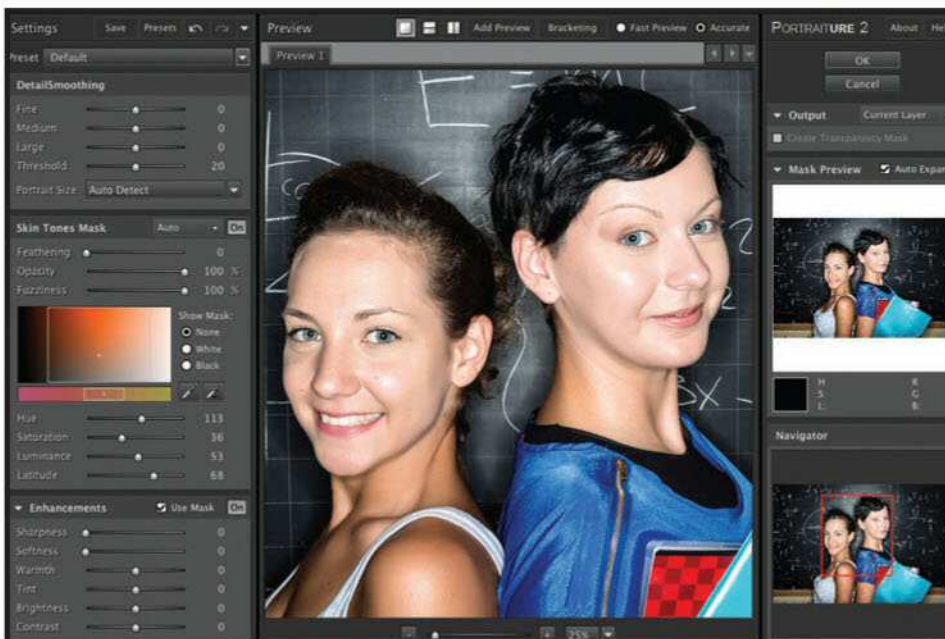 Settings Save Presets
Preset Default
DetailSmoothing
Fine 0
Medium 0
Large 0
Threshold 20
Portrait Size: Auto Detect
Skin Tones Mask Auto On
Feathering 0
Opacity 100 %
Fuzziness 100 %
Show Mask:
None
White
Black
Hue 113
Saturation 36
Luminance 53
Latitude 68
Enhancements Use Mask On
Sharpness 0
Softness 0
Warmth 0
Tint 0
Brightness 0
Contrast 0
Preview Add Preview Bracketing Fast Preview Accurate
Preview 1
E=
3x
- + 25%
PORTRAITURE 2 About He
OK
Cancel
Output Current Layer
Create Transparency Mask
Mask Preview Auto Expan
H R
S: G
L: B:
Navigator